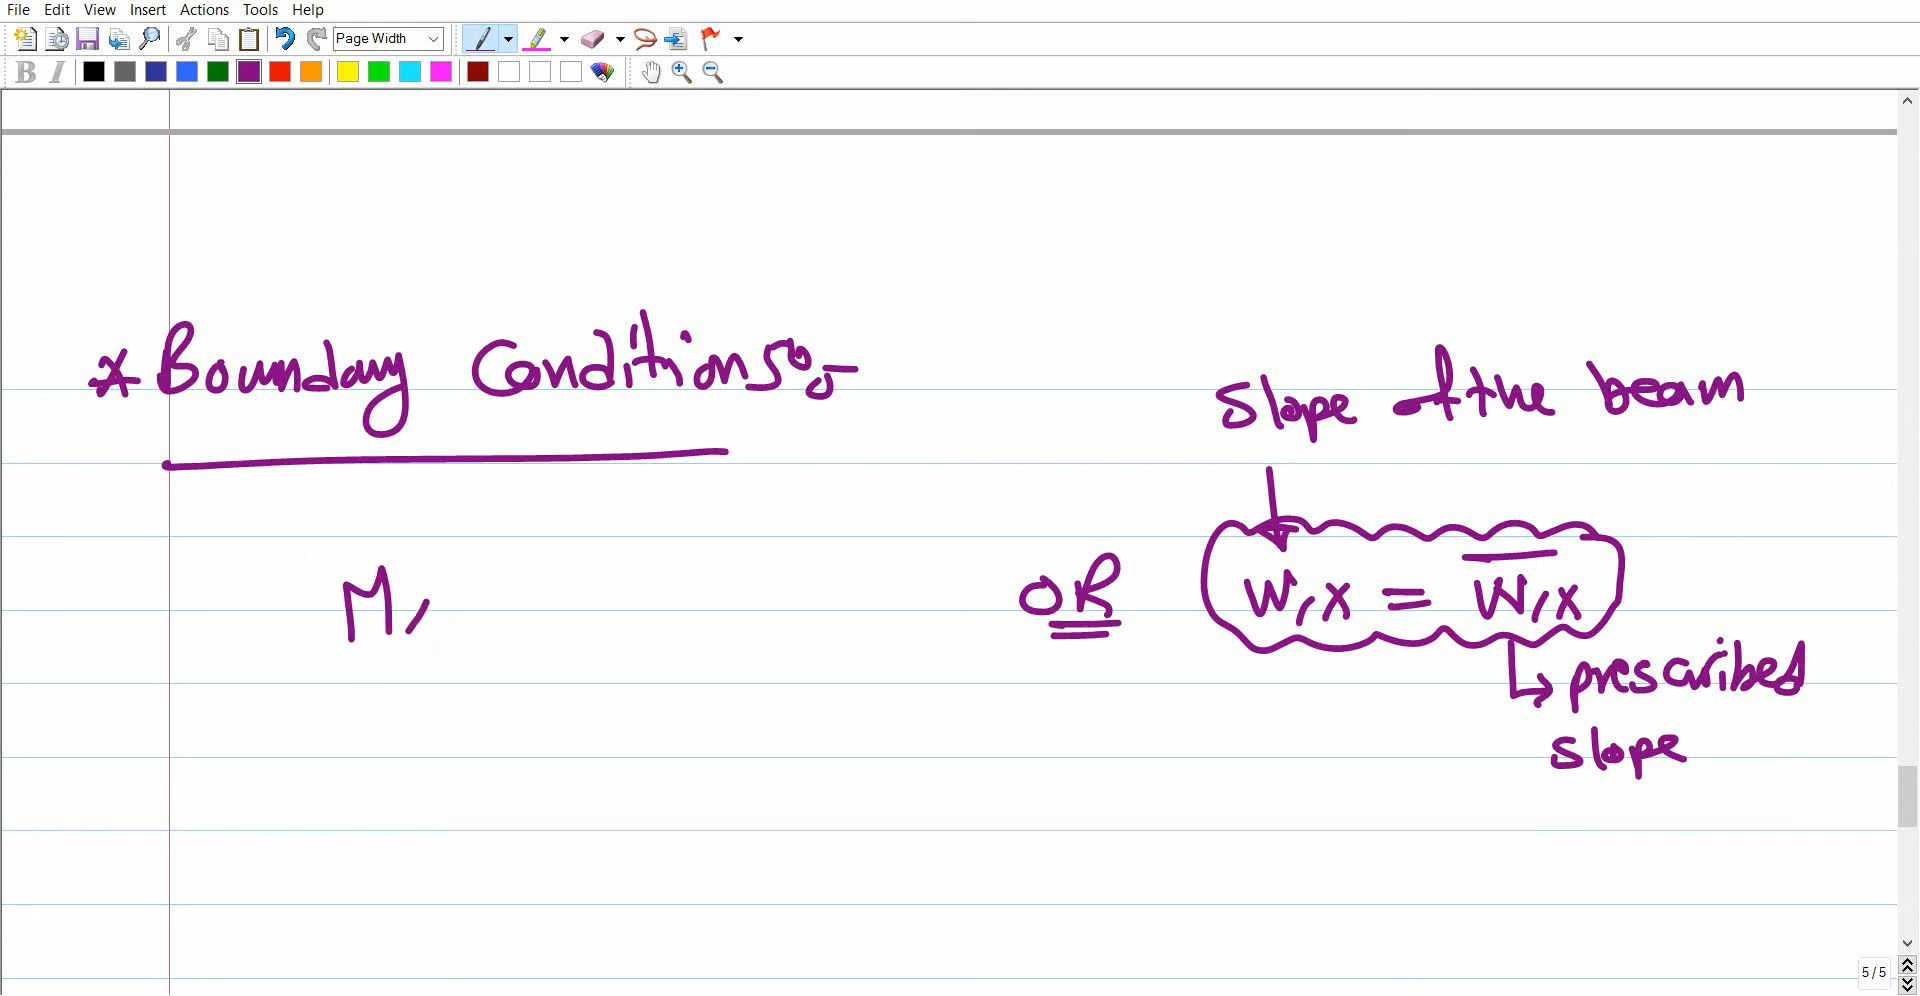 File Edit View Insert Actions Tools Help
Page Width
B I
* Boundary Conditions :-
slope of the beam
M, OR w,x = w̅,x̅
↳ prescribed
slope
5 / 5